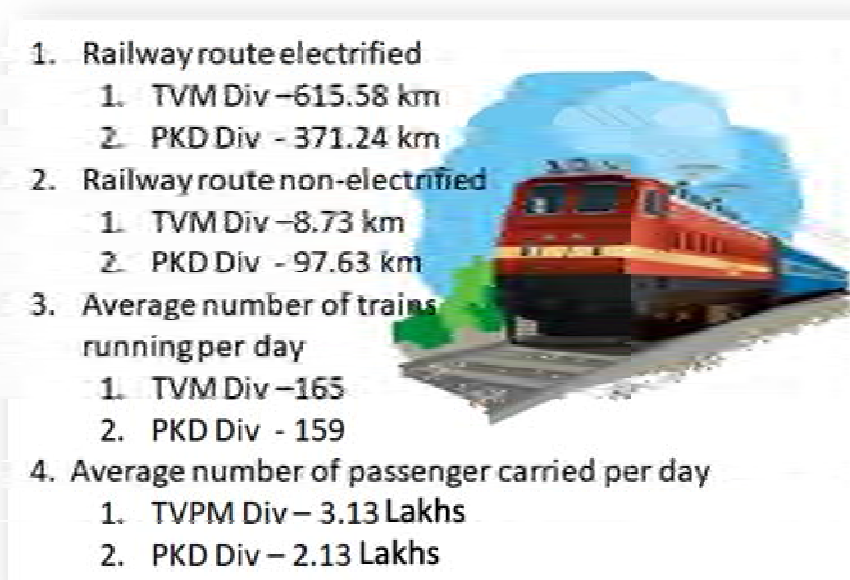 1. Railway route electrified
1. TVM Div –615.58 km
2. PKD Div - 371.24 km
2. Railway route non-electrified
1. TVM Div –8.73 km
2. PKD Div - 97.63 km
3. Average number of trains
running per day
1. TVM Div –165
2. PKD Div - 159
4. Average number of passenger carried per day
1. TVPM Div – 3.13 Lakhs
2. PKD Div – 2.13 Lakhs